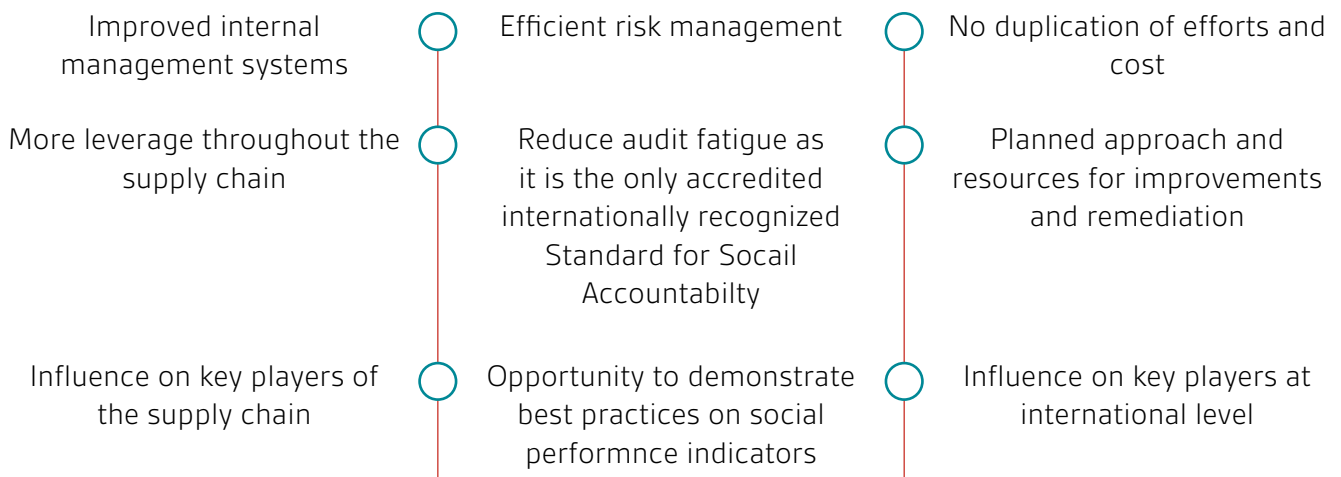 Improved internal
management systems
Efficient risk management
No duplication of efforts and
cost
More leverage throughout the
supply chain
Reduce audit fatigue as
it is the only accredited
internationally recognized
Standard for Socail
Accountabilty
Planned approach and
resources for improvements
and remediation
Influence on key players of
the supply chain
Opportunity to demonstrate
best practices on social
performnce indicators
Influence on key players at
international level